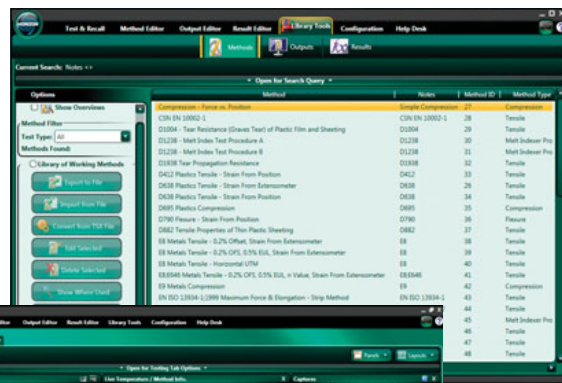 HORIZON
Test & Recall Method Editor Output Editor Result Editor Library Tools Configuration Help Desk
Methods Outputs Results
Current Search: Notes <>
Open for Search Query
Options
Show Overviews
Method Filter
Test Type: All
Methods Found:
Library of Working Methods
Export to File
Import from File
Convert from TSX File
Edit Selected
Delete Selected
Show Where Used
Method Notes Method ID Method Type
Compression - Force vs. Position Simple Compression 27 Compression
CSN EN 10002-1 CSN EN 10002-1 28 Tensile
D1004 - Tear Resistance (Graves Tear) of Plastic Film and Sheeting D1004 29 Tensile
D1238 - Melt Index Test Procedure A D1238 30 Melt Indexer Pro
D1238 - Melt Index Test Procedure B D1238 31 Melt Indexer Pro
D1938 Tear Propagation Resistance D1938 32 Tensile
D412 Plastics Tensile - Strain From Position D412 33 Tensile
D638 Plastics Tensile - Strain From Extensometer D638 26 Tensile
D638 Plastics Tensile - Strain From Position D638 34 Tensile
D695 Plastics Compression D695 35 Compression
D790 Flexure - Strain From Position D790 36 Flexure
D882 Tensile Properties of Thin Plastic Sheeting D882 37 Tensile
E8 Metals Tensile - 0.2% Offset, Strain From Extensometer E8 38 Tensile
E8 Metals Tensile - 0.2% OFS, 0.5% EUL, Strain From Extensometer E8 39 Tensile
E8 Metals Tensile - Horizontal UTM E8 40 Tensile
E8;E646 Metals Tensile - 0.2% OFS, 0.5% EUL, n Value, Strain From Extensometer E8;E646 41 Tensile
E9 Metals Compression E9 42 Compression
EN ISO 13934-1;1999 Maximum Force & Elongation - Strip Method EN ISO 13934-1 43 Tensile
44 Tensile
45 Melt Indexer Pro
46 Tensile
47 Tensile
48 Tensile
Output Editor Result Editor Library Tools Configuration Help Desk
Panels Layouts
Open for Testing Tab Options
Live Temperature / Method Info. X Captures X